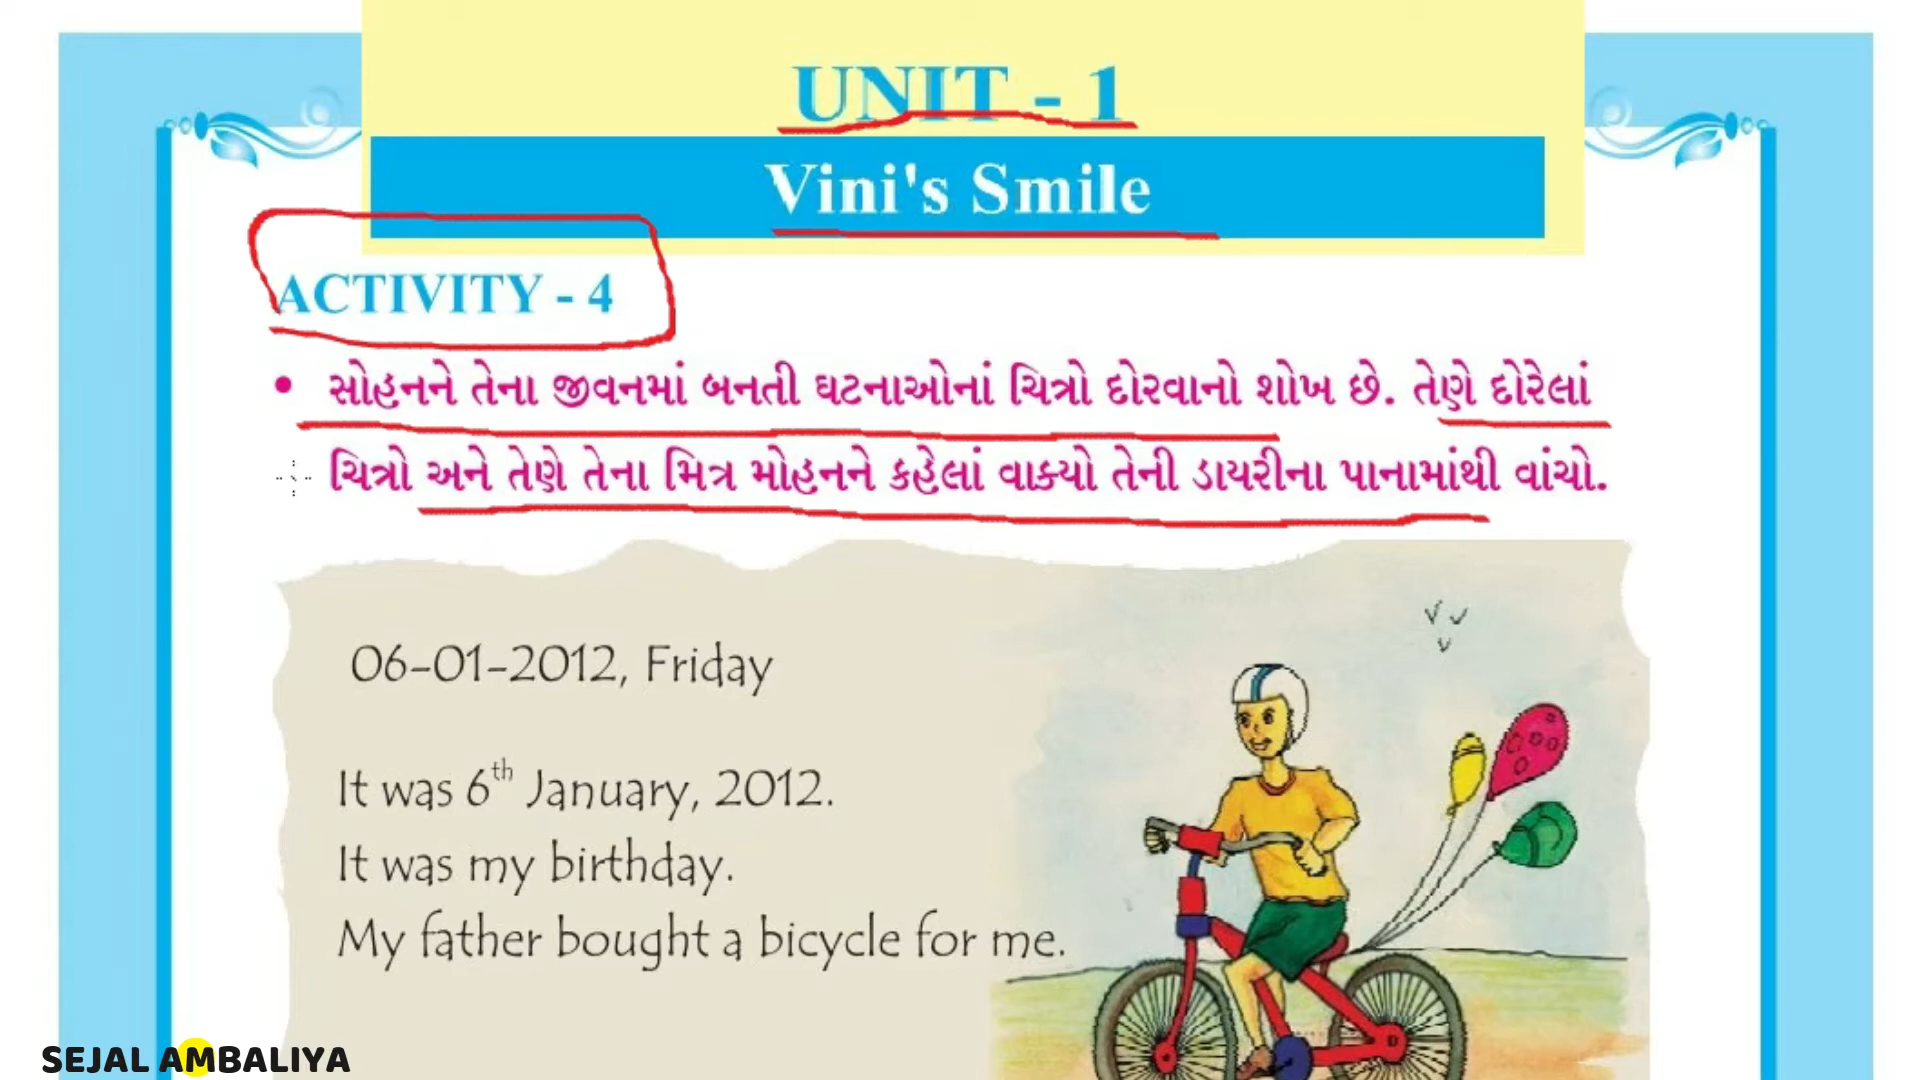 UNIT - 1
Vini's Smile
ACTIVITY - 4
• સોહનને તેના જીવનમાં બનતી ઘટનાઓનાં ચિત્રો દોરવાનો શોખ છે. તેણે દોરેલાં
ચિત્રો અને તેણે તેના મિત્ર મોહનને કહેલાં વાક્યો તેની ડાયરીના પાનામાંથી વાંચો.
06-01-2012, Friday
It was 6th January, 2012.
It was my birthday.
My father bought a bicycle for me.
SEJAL AMBALIYA